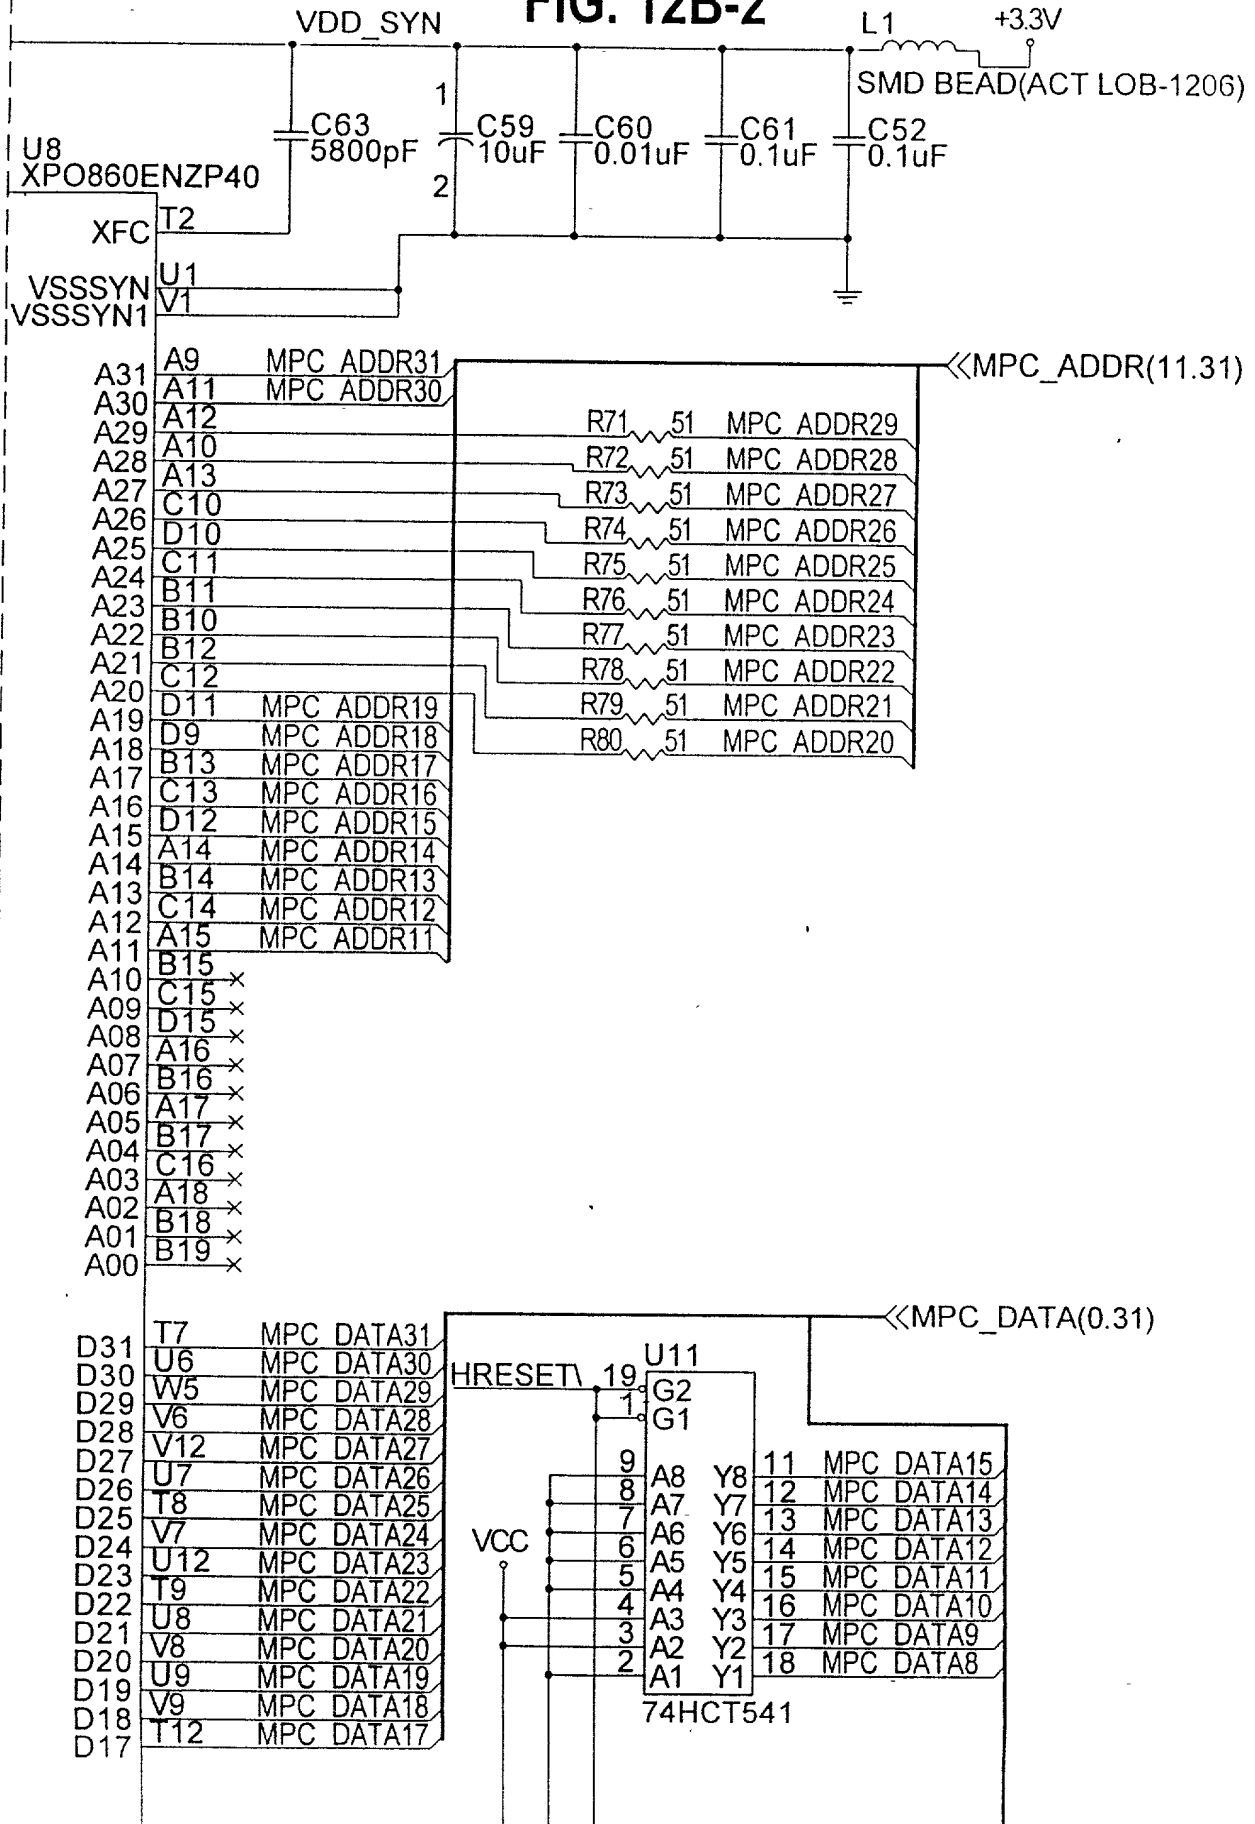 FIG. 12B-2
VDD_SYN
L1
+3.3V
SMD BEAD(ACT LOB-1206)
1
2
C63
5800pF
C59
10uF
C60
0.01uF
C61
0.1uF
C52
0.1uF
U8
XPO860ENZP40
XFC T2
VSSSYN U1
VSSSYN1 V1
<<MPC_ADDR(11.31)
A31 A9 MPC ADDR31
A30 A11 MPC ADDR30
A29 A12 R71 51 MPC ADDR29
A28 A10 R72 51 MPC ADDR28
A27 A13 R73 51 MPC ADDR27
A26 C10 R74 51 MPC ADDR26
A25 D10 R75 51 MPC ADDR25
A24 C11 R76 51 MPC ADDR24
A23 B11 R77 51 MPC ADDR23
A22 B10 R78 51 MPC ADDR22
A21 B12 R79 51 MPC ADDR21
A20 C12 R80 51 MPC ADDR20
A19 D11 MPC ADDR19
A18 D9 MPC ADDR18
A17 B13 MPC ADDR17
A16 C13 MPC ADDR16
A15 D12 MPC ADDR15
A14 A14 MPC ADDR14
A13 B14 MPC ADDR13
A12 C14 MPC ADDR12
A11 A15 MPC ADDR11
A10 B15
A09 C15
A08 D15
A07 A16
A06 B16
A05 A17
A04 B17
A03 C16
A02 A18
A01 B18
A00 B19
<<MPC_DATA(0.31)
D31 T7 MPC DATA31
D30 U6 MPC DATA30
D29 W5 MPC DATA29
D28 V6 MPC DATA28
D27 V12 MPC DATA27
D26 U7 MPC DATA26
D25 T8 MPC DATA25
D24 V7 MPC DATA24
D23 U12 MPC DATA23
D22 T9 MPC DATA22
D21 U8 MPC DATA21
D20 V8 MPC DATA20
D19 U9 MPC DATA19
D18 V9 MPC DATA18
D17 T12 MPC DATA17
U11
HRESET\ 19 G2
1 G1
VCC
9 A8 Y8 11 MPC DATA15
8 A7 Y7 12 MPC DATA14
7 A6 Y6 13 MPC DATA13
6 A5 Y5 14 MPC DATA12
5 A4 Y4 15 MPC DATA11
4 A3 Y3 16 MPC DATA10
3 A2 Y2 17 MPC DATA9
2 A1 Y1 18 MPC DATA8
74HCT541